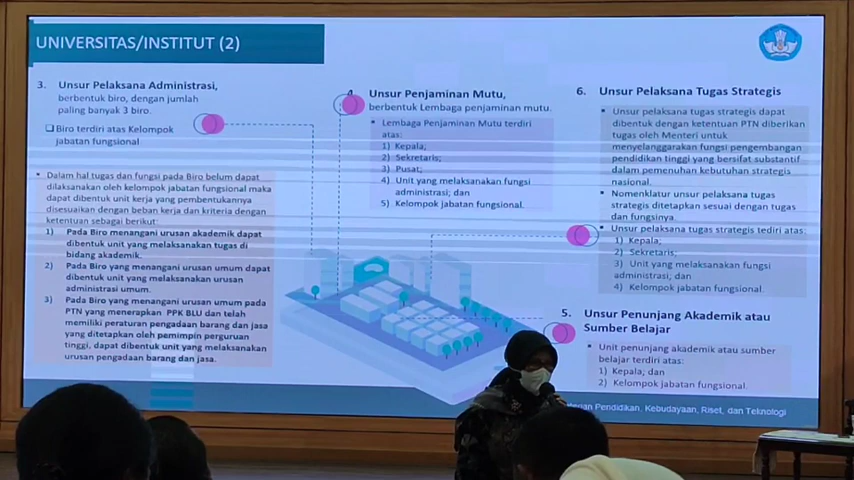 UNIVERSITAS/INSTITUT (2)
3. Unsur Pelaksana Administrasi,
berbentuk biro, dengan jumlah
paling banyak 3 biro.
❑Biro terdiri atas Kelompok
jabatan fungsional
• Dalam hal tugas dan fungsi pada Biro belum dapat
dilaksanakan oleh kelompok jabatan fungsional maka
dapat dibentuk unit kerja yang pembentukannya
disesuaikan dengan beban kerja dan kriteria dengan
ketentuan sebagai berikut:
1) Pada Biro menangani urusan akademik dapat
dibentuk unit yang melaksanakan tugas di
bidang akademik.
2) Pada Biro yang menangani urusan umum dapat
dibentuk unit yang melaksanakan urusan
administrasi umum.
3) Pada Biro yang menangani urusan umum pada
PTN yang menerapkan PPK BLU dan telah
memiliki peraturan pengadaan barang dan jasa
yang ditetapkan oleh pemimpin perguruan
tinggi, dapat dibentuk unit yang melaksanakan
urusan pengadaan barang dan jasa.
4. Unsur Penjaminan Mutu,
berbentuk Lembaga penjaminan mutu.
• Lembaga Penjaminan Mutu terdiri
atas:
1) Kepala;
2) Sekretaris;
3) Pusat;
4) Unit yang melaksanakan fungsi
administrasi; dan
5) Kelompok jabatan fungsional.
6. Unsur Pelaksana Tugas Strategis
• Unsur pelaksana tugas strategis dapat
dibentuk dengan ketentuan PTN diberikan
tugas oleh Menteri untuk
menyelanggarakan fungsi pengembangan
pendidikan tinggi yang bersifat substantif
dalam pemenuhan kebutuhan strategis
nasional.
• Nomenklatur unsur pelaksana tugas
strategis ditetapkan sesuai dengan tugas
dan fungsinya.
• Unsur pelaksana tugas strategis tediri atas:
1) Kepala;
2) Sekretaris;
3) Unit yang melaksanakan fungsi
administrasi; dan
4) Kelompok jabatan fungsional.
5. Unsur Penunjang Akademik atau
Sumber Belajar
• Unit penunjang akademik atau sumber
belajar terdiri atas:
1) Kepala; dan
2) Kelompok jabatan fungsional.
Pendidikan, Kebudayaan, Riset, dan Teknologi